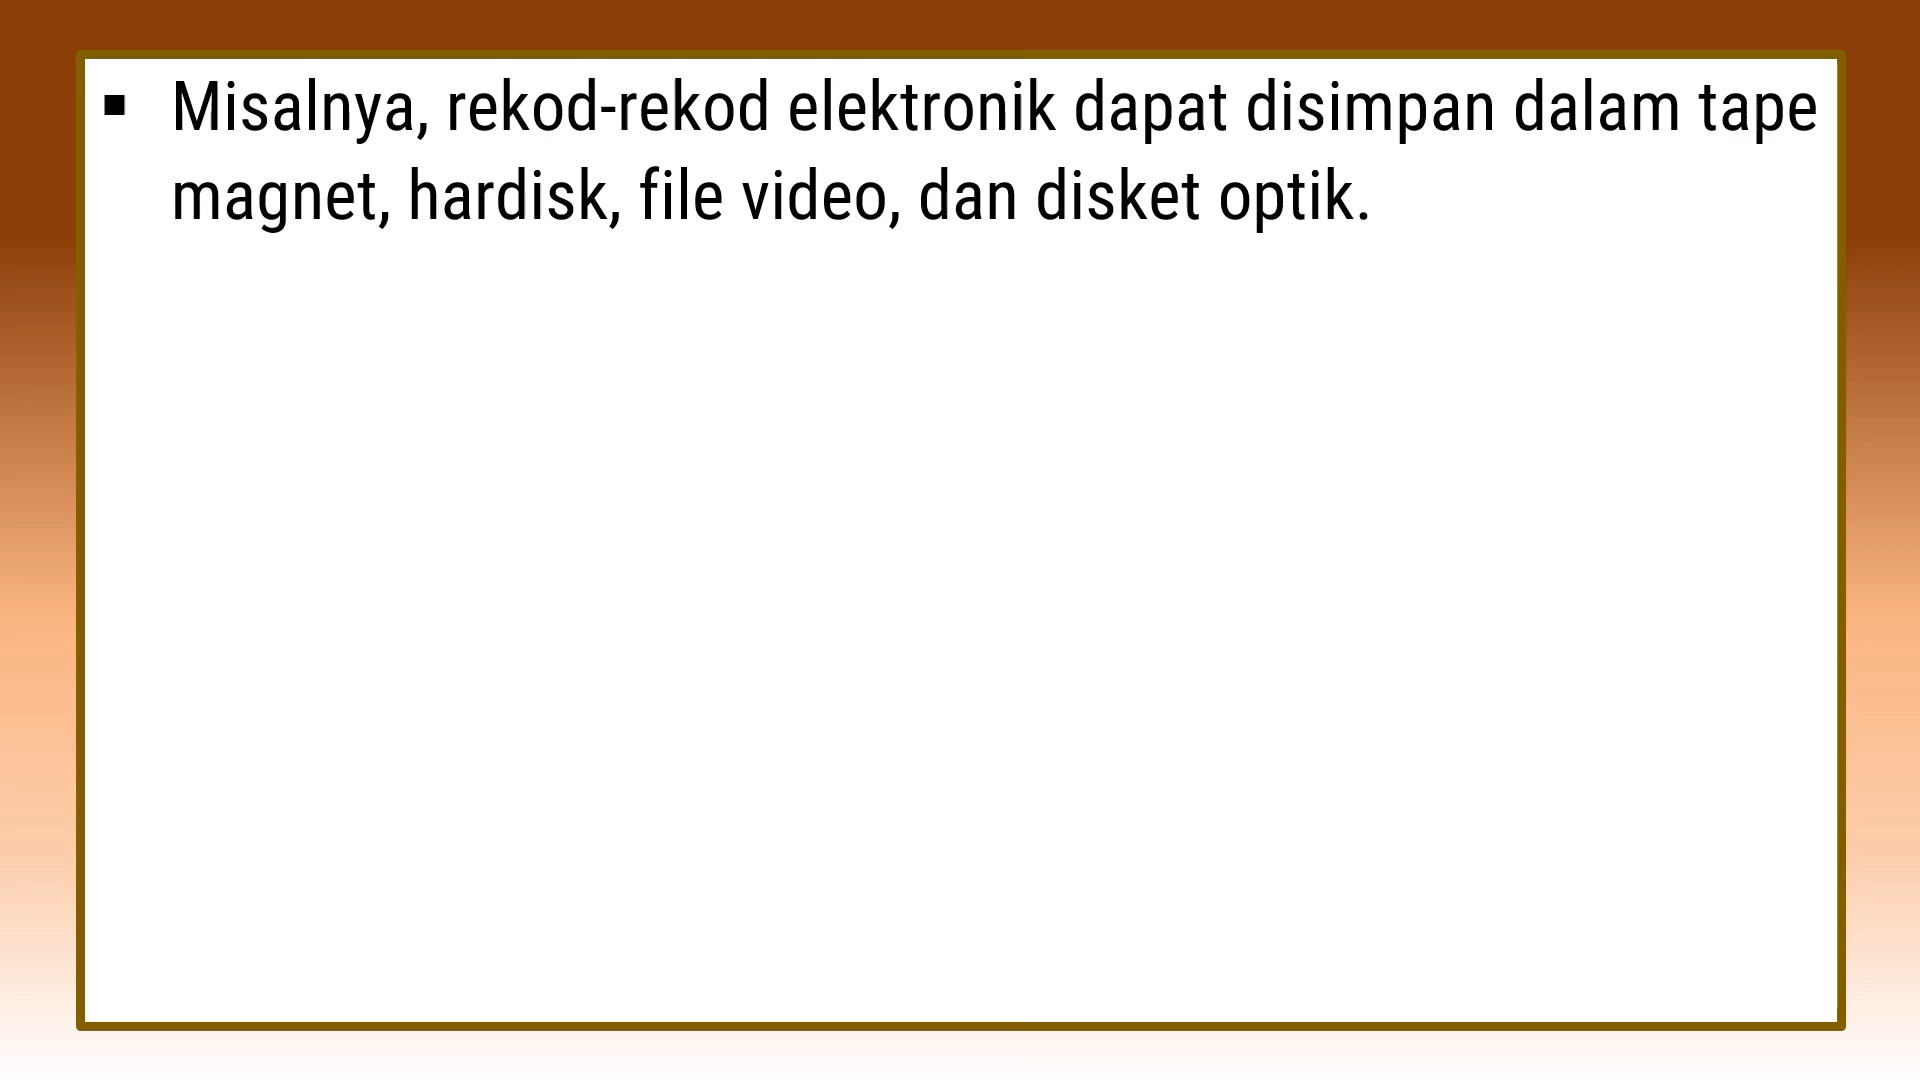 ▪ Misalnya, rekod-rekod elektronik dapat disimpan dalam tape
magnet, hardisk, file video, dan disket optik.